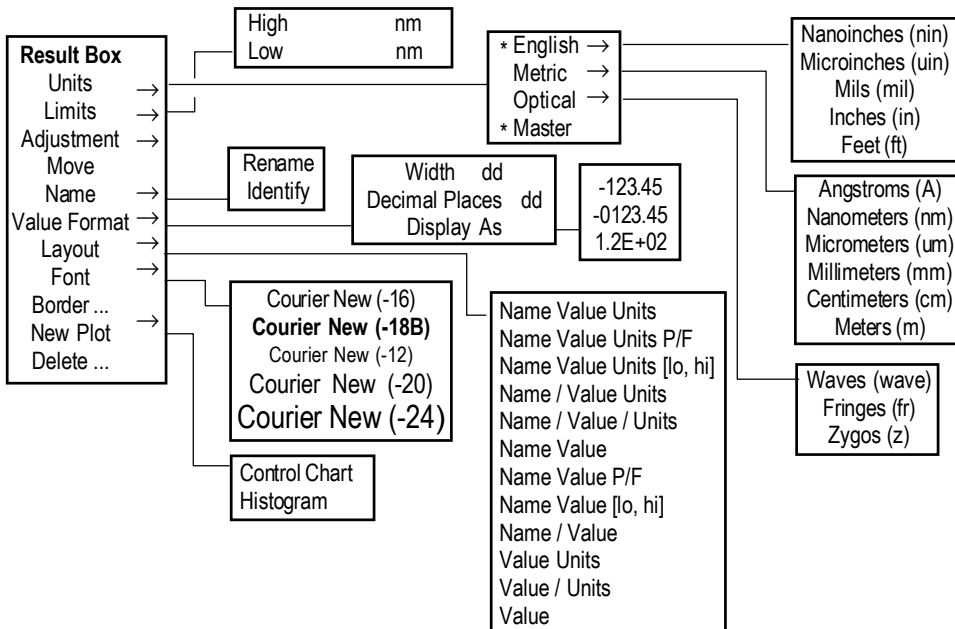 Result Box
Units →
Limits →
Adjustment →
Move
Name →
Value Format →
Layout →
Font →
Border ...
New Plot →
Delete ...
High nm
Low nm
* English →
Metric →
Optical →
* Master
Nanoinches (nin)
Microinches (uin)
Mils (mil)
Inches (in)
Feet (ft)
Angstroms (A)
Nanometers (nm)
Micrometers (um)
Millimeters (mm)
Centimeters (cm)
Meters (m)
Waves (wave)
Fringes (fr)
Zygos (z)
Rename
Identify
Width dd
Decimal Places dd
Display As
-123.45
-0123.45
1.2E+02
Courier New (-16)
Courier New (-18B)
Courier New (-12)
Courier New (-20)
Courier New (-24)
Name Value Units
Name Value Units P/F
Name Value Units [lo, hi]
Name / Value Units
Name / Value / Units
Name Value
Name Value P/F
Name Value [lo, hi]
Name / Value
Value Units
Value / Units
Value
Control Chart
Histogram